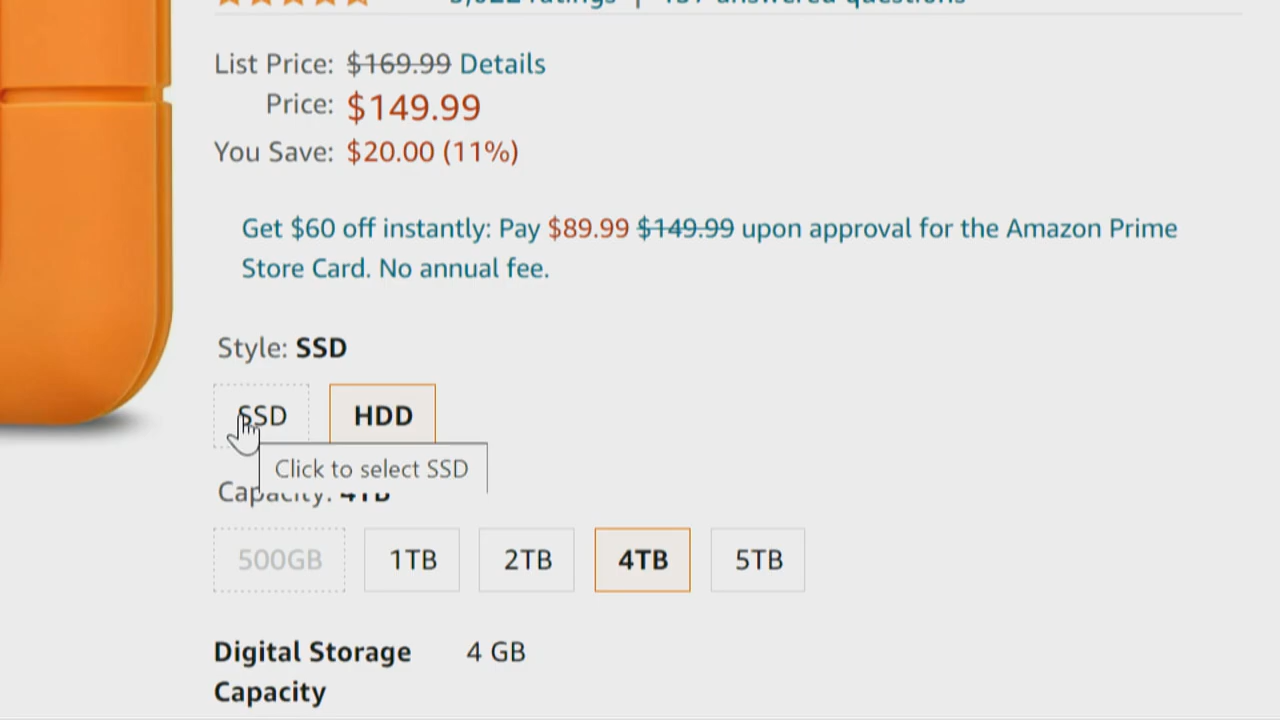 List Price: $169.99 Details
Price: $149.99
You Save: $20.00 (11%)
Get $60 off instantly: Pay $89.99 $149.99 upon approval for the Amazon Prime
Store Card. No annual fee.
Style: SSD
SSD HDD
Click to select SSD
Capacity: 4TB
500GB 1TB 2TB 4TB 5TB
Digital Storage 4 GB
Capacity